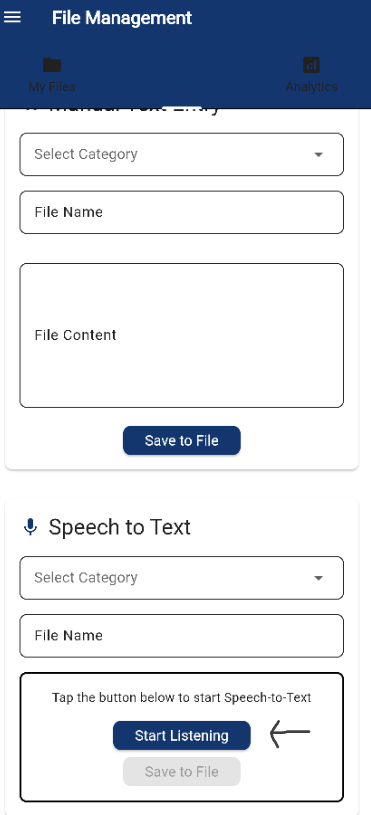 File Management
My Files
Analytics
Manual Text Entry
Select Category
File Name
File Content
Save to File
Speech to Text
Select Category
File Name
Tap the button below to start Speech-to-Text
Start Listening
Save to File